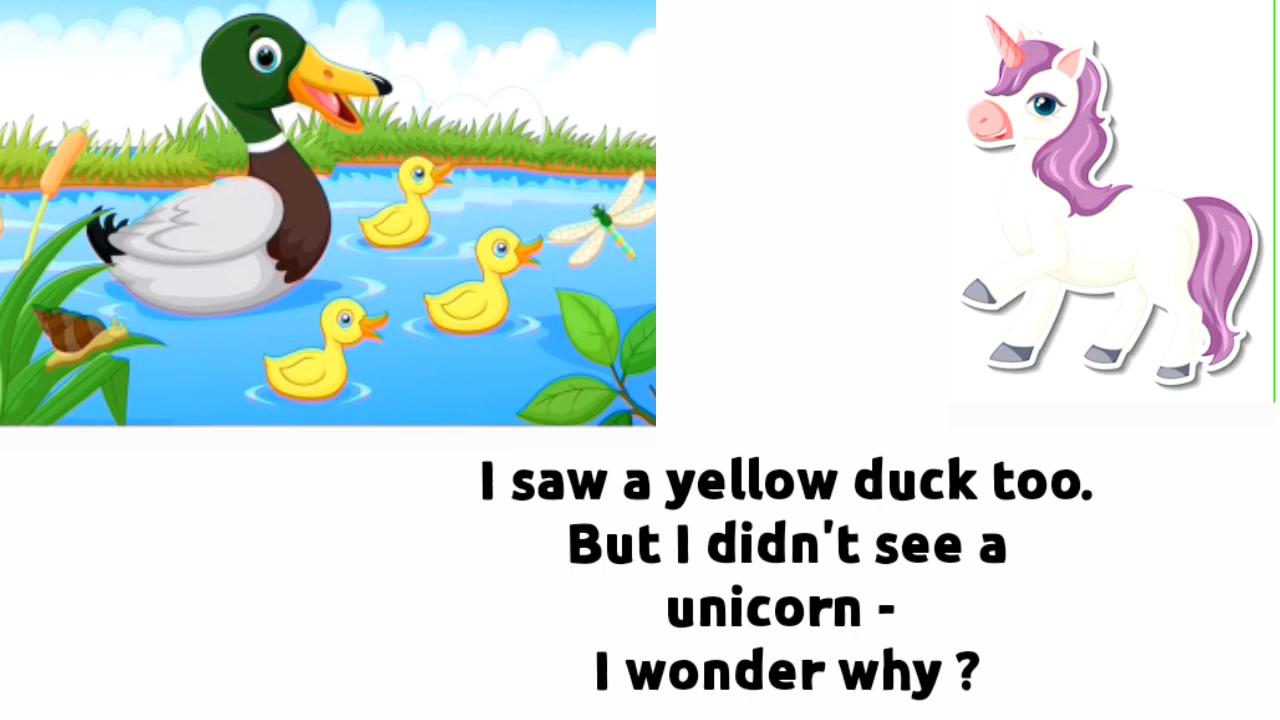 I saw a yellow duck too.
But I didn't see a
unicorn -
I wonder why ?